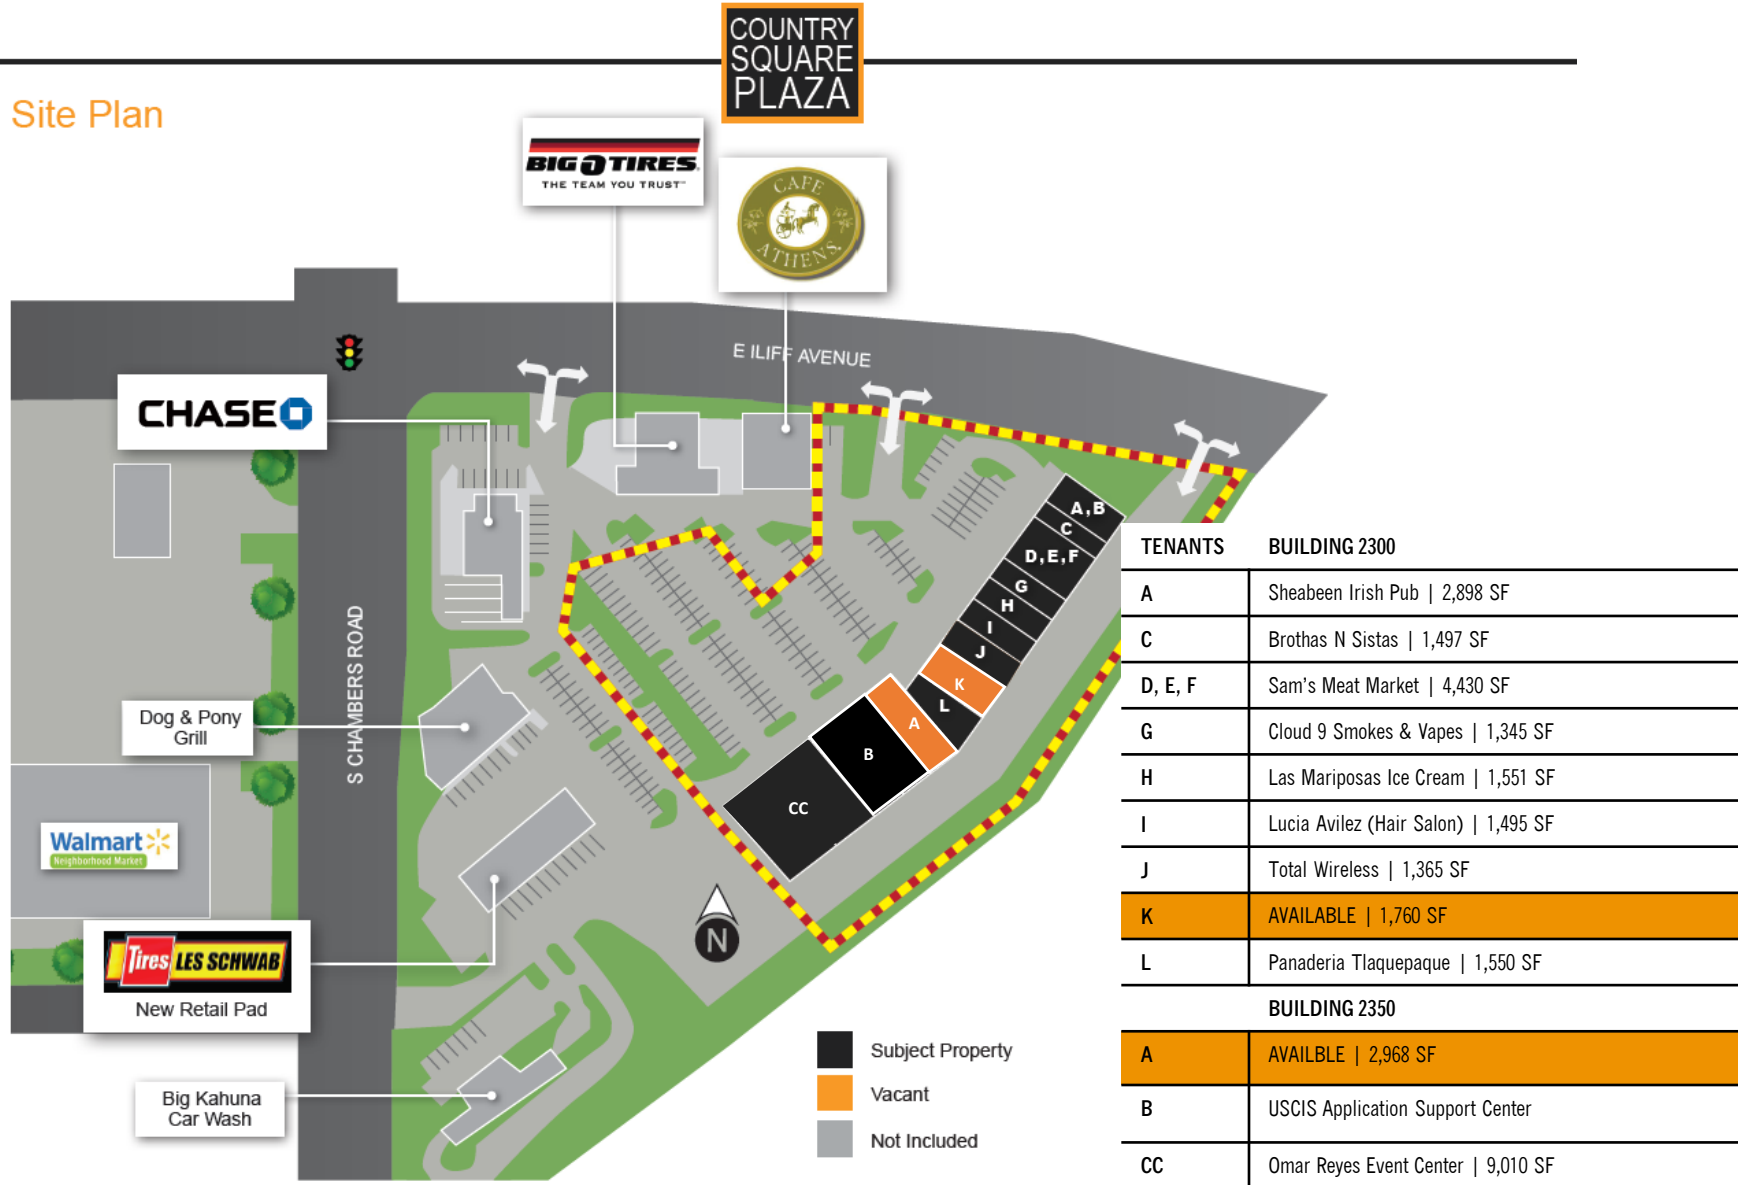 COUNTRY
SQUARE
PLAZA
Site Plan
BIG O TIRES
THE TEAM YOU TRUST™
CAFE
ATHENS
E ILIFF AVENUE
CHASE
S CHAMBERS ROAD
Dog & Pony
Grill
Walmart
Neighborhood Market
Tires LES SCHWAB
New Retail Pad
Big Kahuna
Car Wash
A,B
C
D,E,F
G
H
I
J
K
L
A
B
CC
N
Subject Property
Vacant
Not Included
TENANTS BUILDING 2300
A Sheabeen Irish Pub | 2,898 SF
C Brothas N Sistas | 1,497 SF
D, E, F Sam's Meat Market | 4,430 SF
G Cloud 9 Smokes & Vapes | 1,345 SF
H Las Mariposas Ice Cream | 1,551 SF
I Lucia Avilez (Hair Salon) | 1,495 SF
J Total Wireless | 1,365 SF
K AVAILABLE | 1,760 SF
L Panaderia Tlaquepaque | 1,550 SF
BUILDING 2350
A AVAILBLE | 2,968 SF
B USCIS Application Support Center
CC Omar Reyes Event Center | 9,010 SF